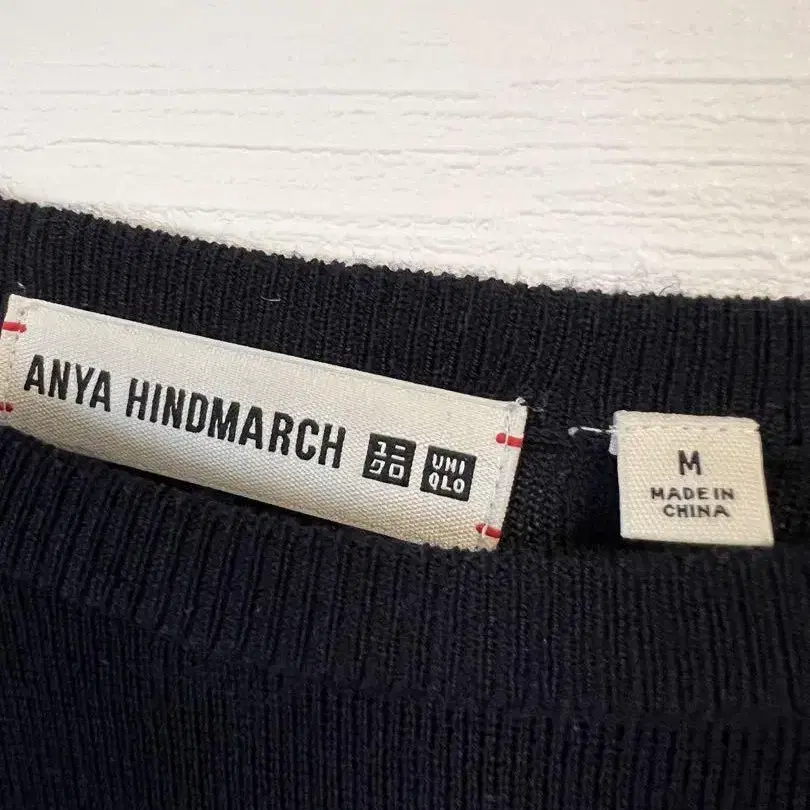 ANYA HINDMARCH
ユニ
クロ
UNI
QLO
M
MADE IN
CHINA